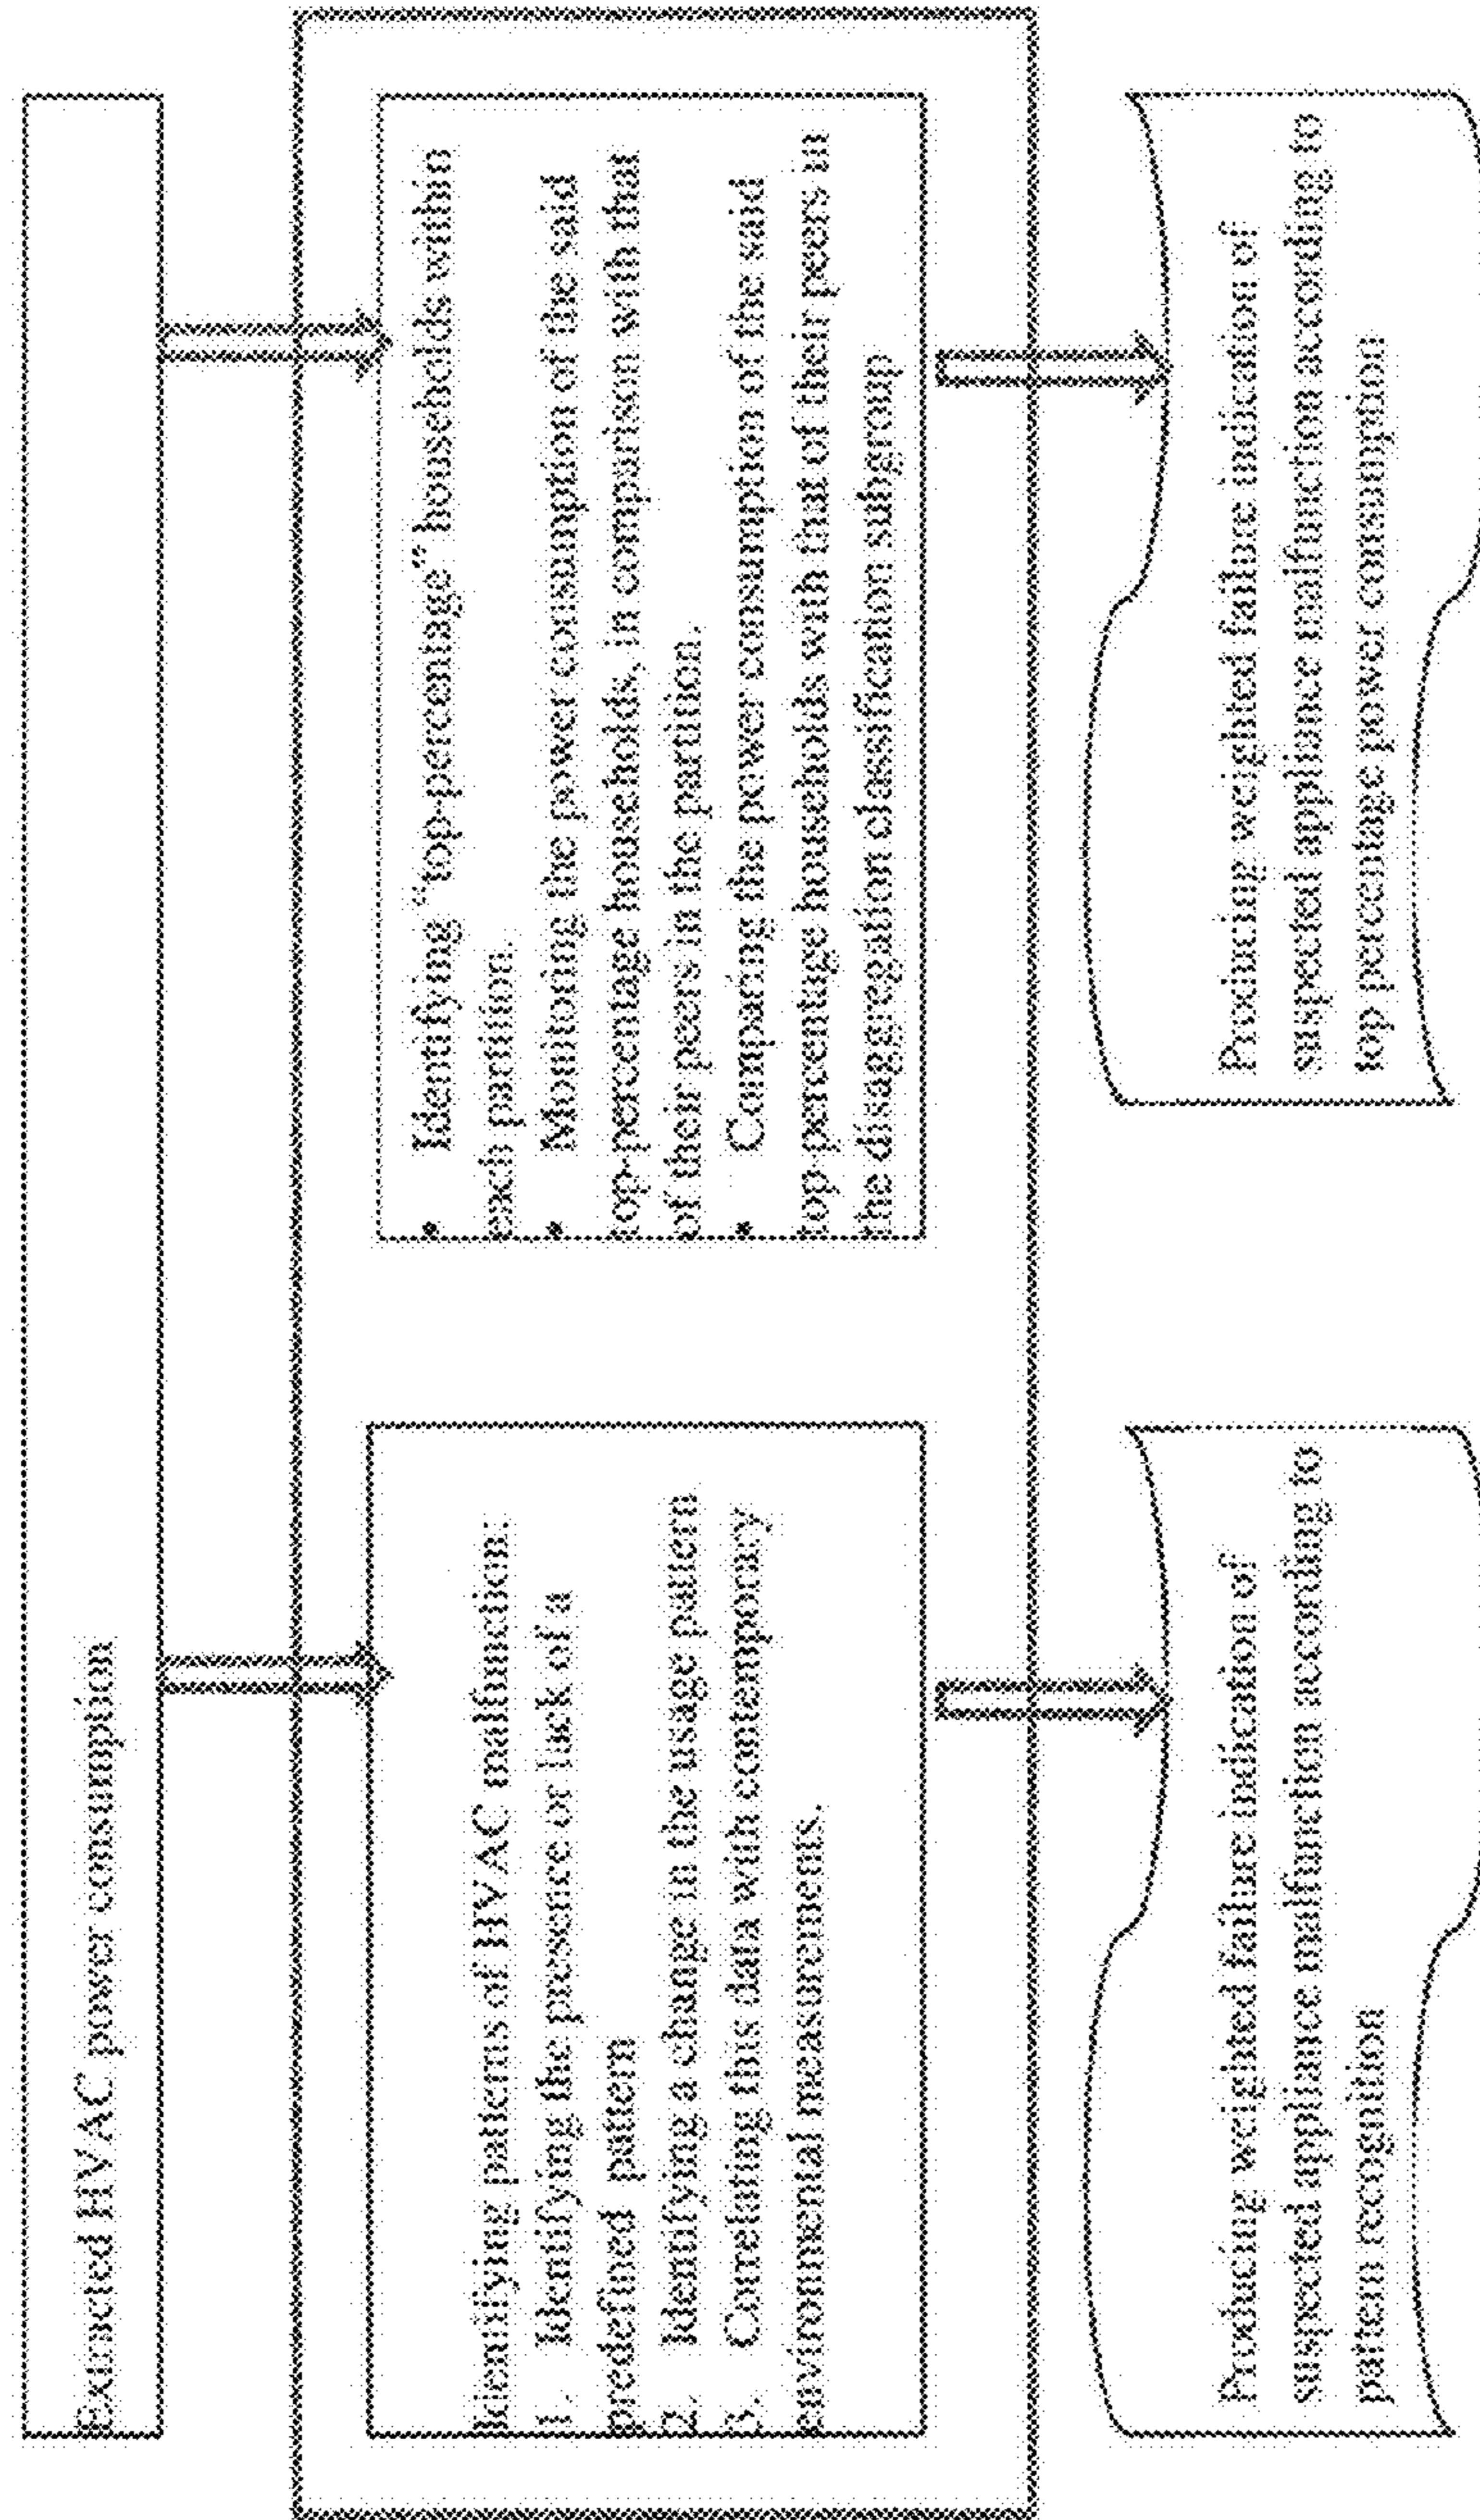 Extracted HVAC power consumption
Identifying patterns of HVAC malfunction:
1. Identifying the presence or lack of a
predefined pattern
2. Identifying a change in the usage pattern
3. Correlating this data with contemporary
environmental measurements.
• Identifying "top-percentage" households within
each partition.
• Monitoring the power consumption of the said
top-percentage households, in comparison with that
of their peers in the partition.
• Comparing the power consumption of the said
top-percentage households with that of their peers in
the disaggregation classification subgroup
Producing weighted failure indication of
suspected appliance malfunction according to
pattern recognition
Producing weighted failure indication of
suspected appliance malfunction according to
top percentage power consumption